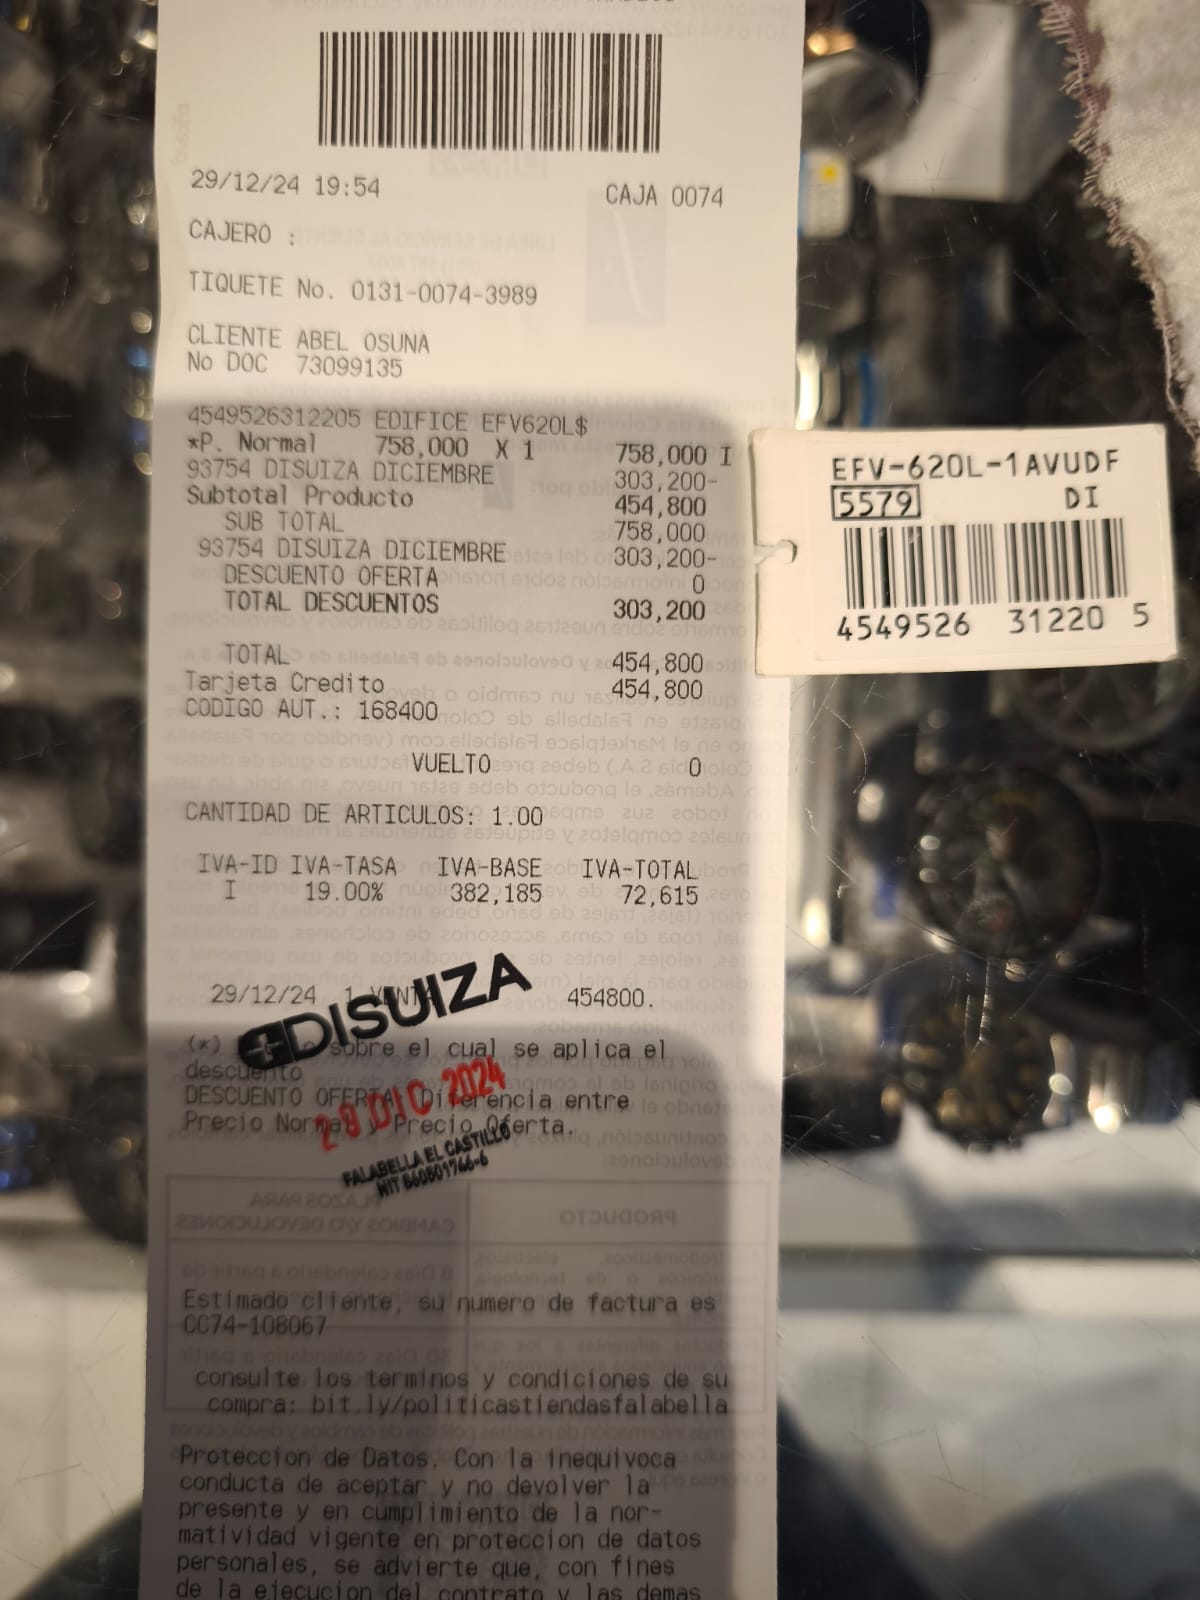 29/12/24 19:54 CAJA 0074
CAJERO :
TIQUETE No. 0131-0074-3989
CLIENTE ABEL OSUNA
No DOC 73099135
4549526312205 EDIFICE EFV620L$
*P. Normal 758,000 X 1 758,000 I
93754 DISUIZA DICIEMBRE 303,200-
Subtotal Producto 454,800
SUB TOTAL 758,000
93754 DISUIZA DICIEMBRE 303,200-
DESCUENTO OFERTA 0
TOTAL DESCUENTOS 303,200
TOTAL 454,800
Tarjeta Credito 454,800
CODIGO AUT.: 168400
VUELTO 0
CANTIDAD DE ARTICULOS: 1.00
IVA-ID IVA-TASA IVA-BASE IVA-TOTAL
I 19.00% 382,185 72,615
29/12/24 1 VENTA 454800.
DISUIZA
(*) sobre el cual se aplica el
descuento
DESCUENTO OFERTA: Diferencia entre
Precio Normal y Precio Oferta.
DIC 2024
FALABELLA EL CASTILLO
NIT
Estimado cliente, su numero de factura es
CC74-108067
consulte los terminos y condiciones de su
compra: bit.ly/politicastiendasfalabella
Proteccion de Datos. Con la inequivoca
conducta de aceptar y no devolver la
presente y en cumplimiento de la nor-
matividad vigente en proteccion de datos
personales, se advierte que, con fines
de la ejecucion del contrato y las demas
EFV-620L-1AVUDF
5579 DI
4549526 31220 5